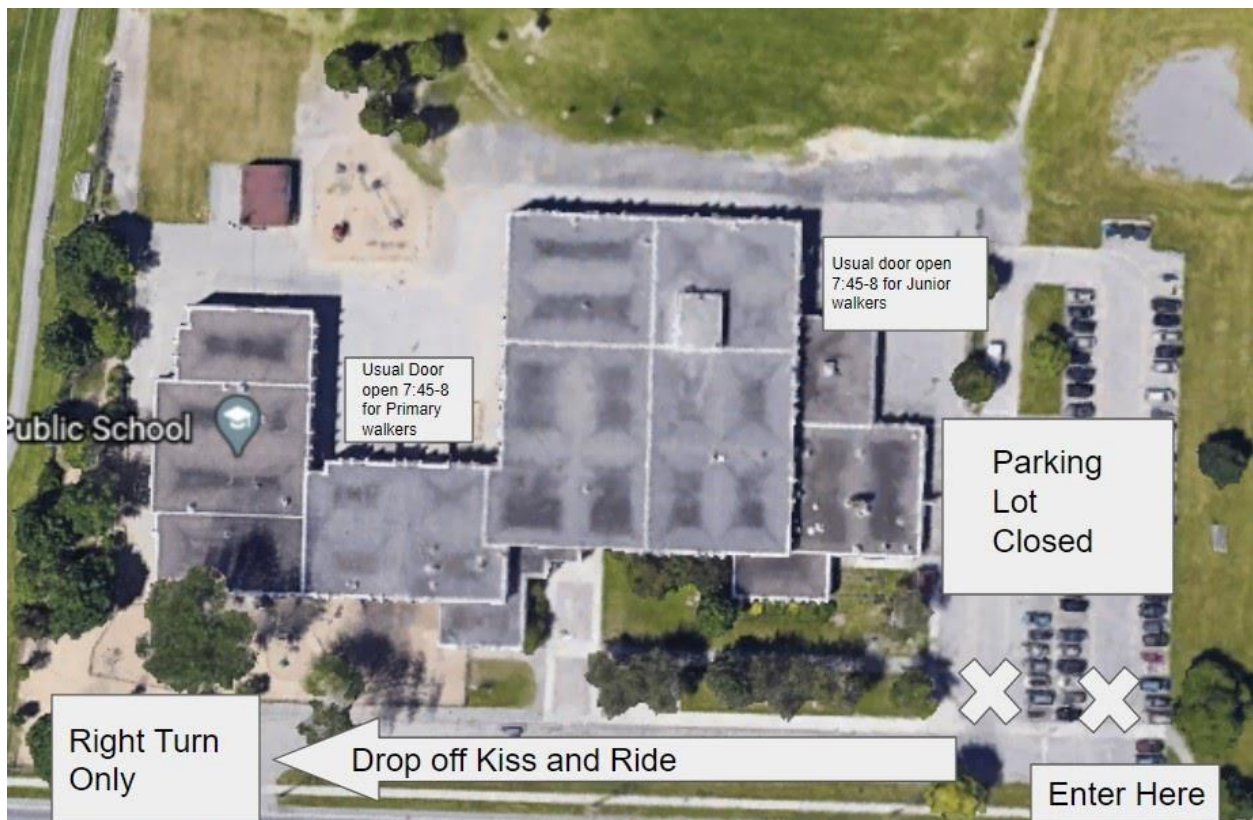 Usual door open
7:45-8 for Junior
walkers
Usual Door
open 7:45-8
for Primary
walkers
Public School
Parking
Lot
Closed
Right Turn
Only
Drop off Kiss and Ride
Enter Here